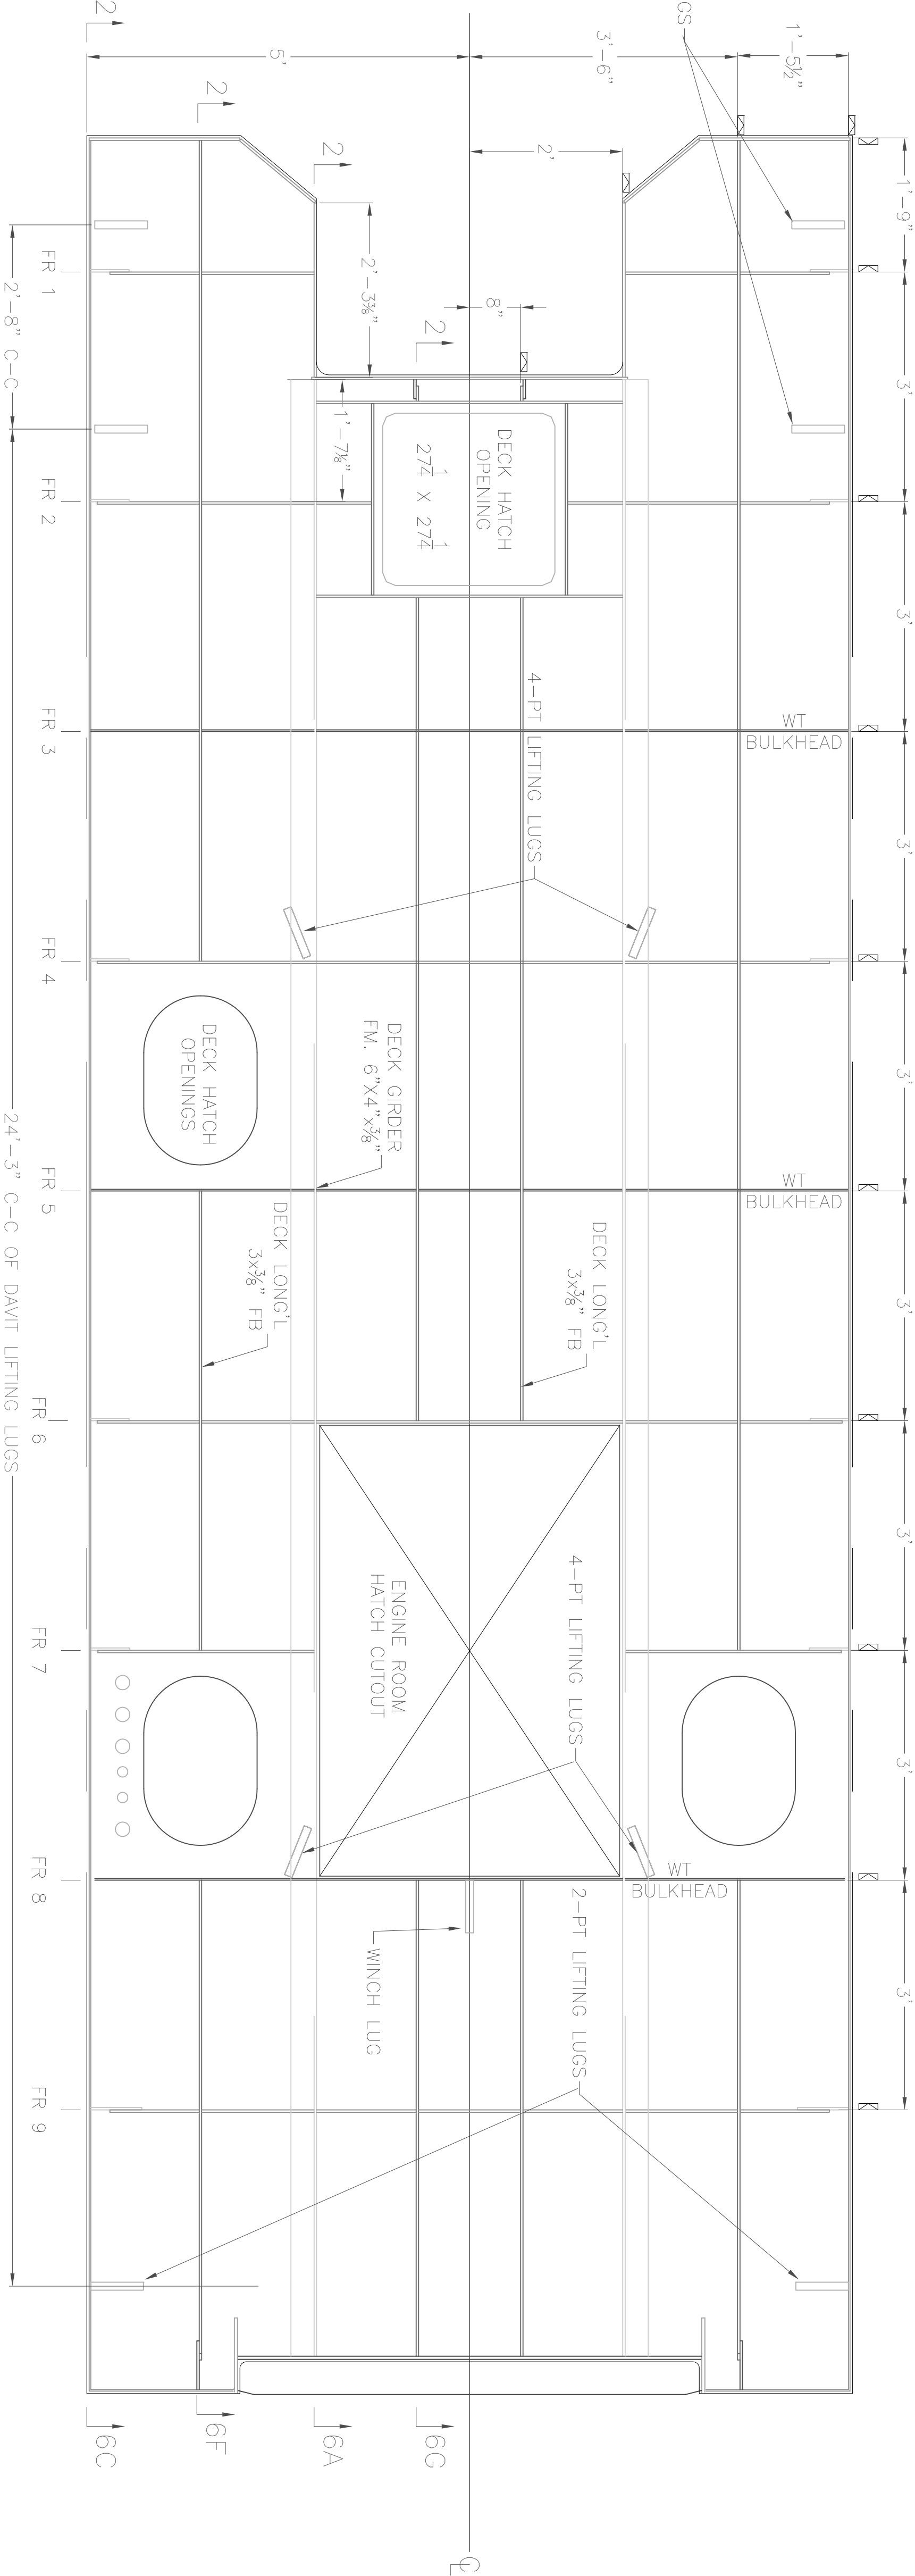 2
5'
3'-6"
1'-5½"
GS
2
2
2'
1'-9"
2'-3⅜"
8"
2
1'-7⅛"
3'
FR 1
2'-8" C-C
DECK HATCH
OPENING
27¼ X 27¼
FR 2
3'
4-PT LIFTING LUGS
WT
BULKHEAD
FR 3
3'
FR 4
3'
DECK HATCH
OPENINGS
DECK GIRDER
FM. 6"X4"x⅜"
WT
BULKHEAD
FR 5
24'-3" C-C OF DAVIT LIFTING LUGS
DECK LONG'L
3x⅜" FB
DECK LONG'L
3x⅜" FB
3'
FR 6
3'
ENGINE ROOM
HATCH CUTOUT
4-PT LIFTING LUGS
FR 7
3'
WT
BULKHEAD
FR 8
WINCH LUG
2-PT LIFTING LUGS
3'
FR 9
6C
6F
6A
6G
℄